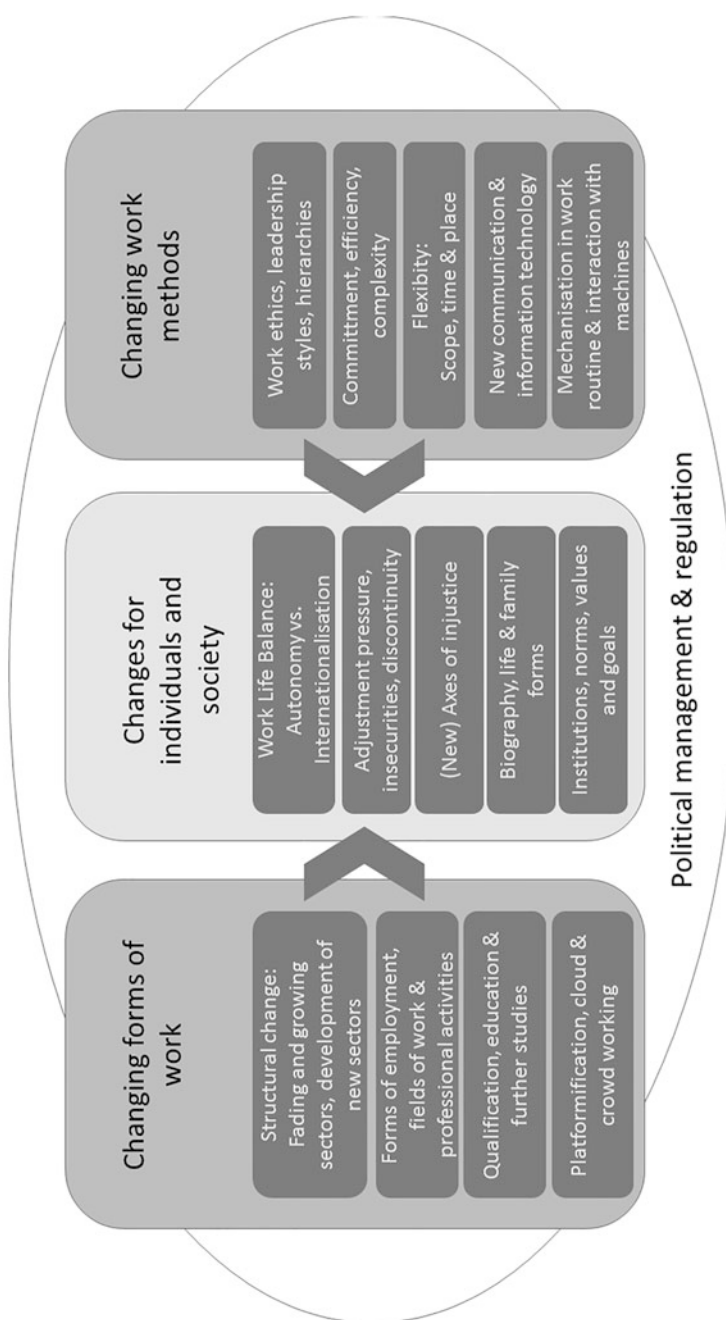 Changing forms of
work
Structural change:
Fading and growing
sectors, development of
new sectors
Forms of employment,
fields of work &
professional activities
Qualification, education &
further studies
Platformification, cloud &
crowd working
Changes for
individuals and
society
Work Life Balance:
Autonomy vs.
Internationalisation
Adjustment pressure,
insecurities, discontinuity
(New) Axes of injustice
Biography, life & family
forms
Institutions, norms, values
and goals
Changing work
methods
Work ethics, leadership
styles, hierarchies
Committment, efficiency,
complexity
Flexibity:
Scope, time & place
New communication &
information technology
Mechanisation in work
routine & interaction with
machines
Political management & regulation